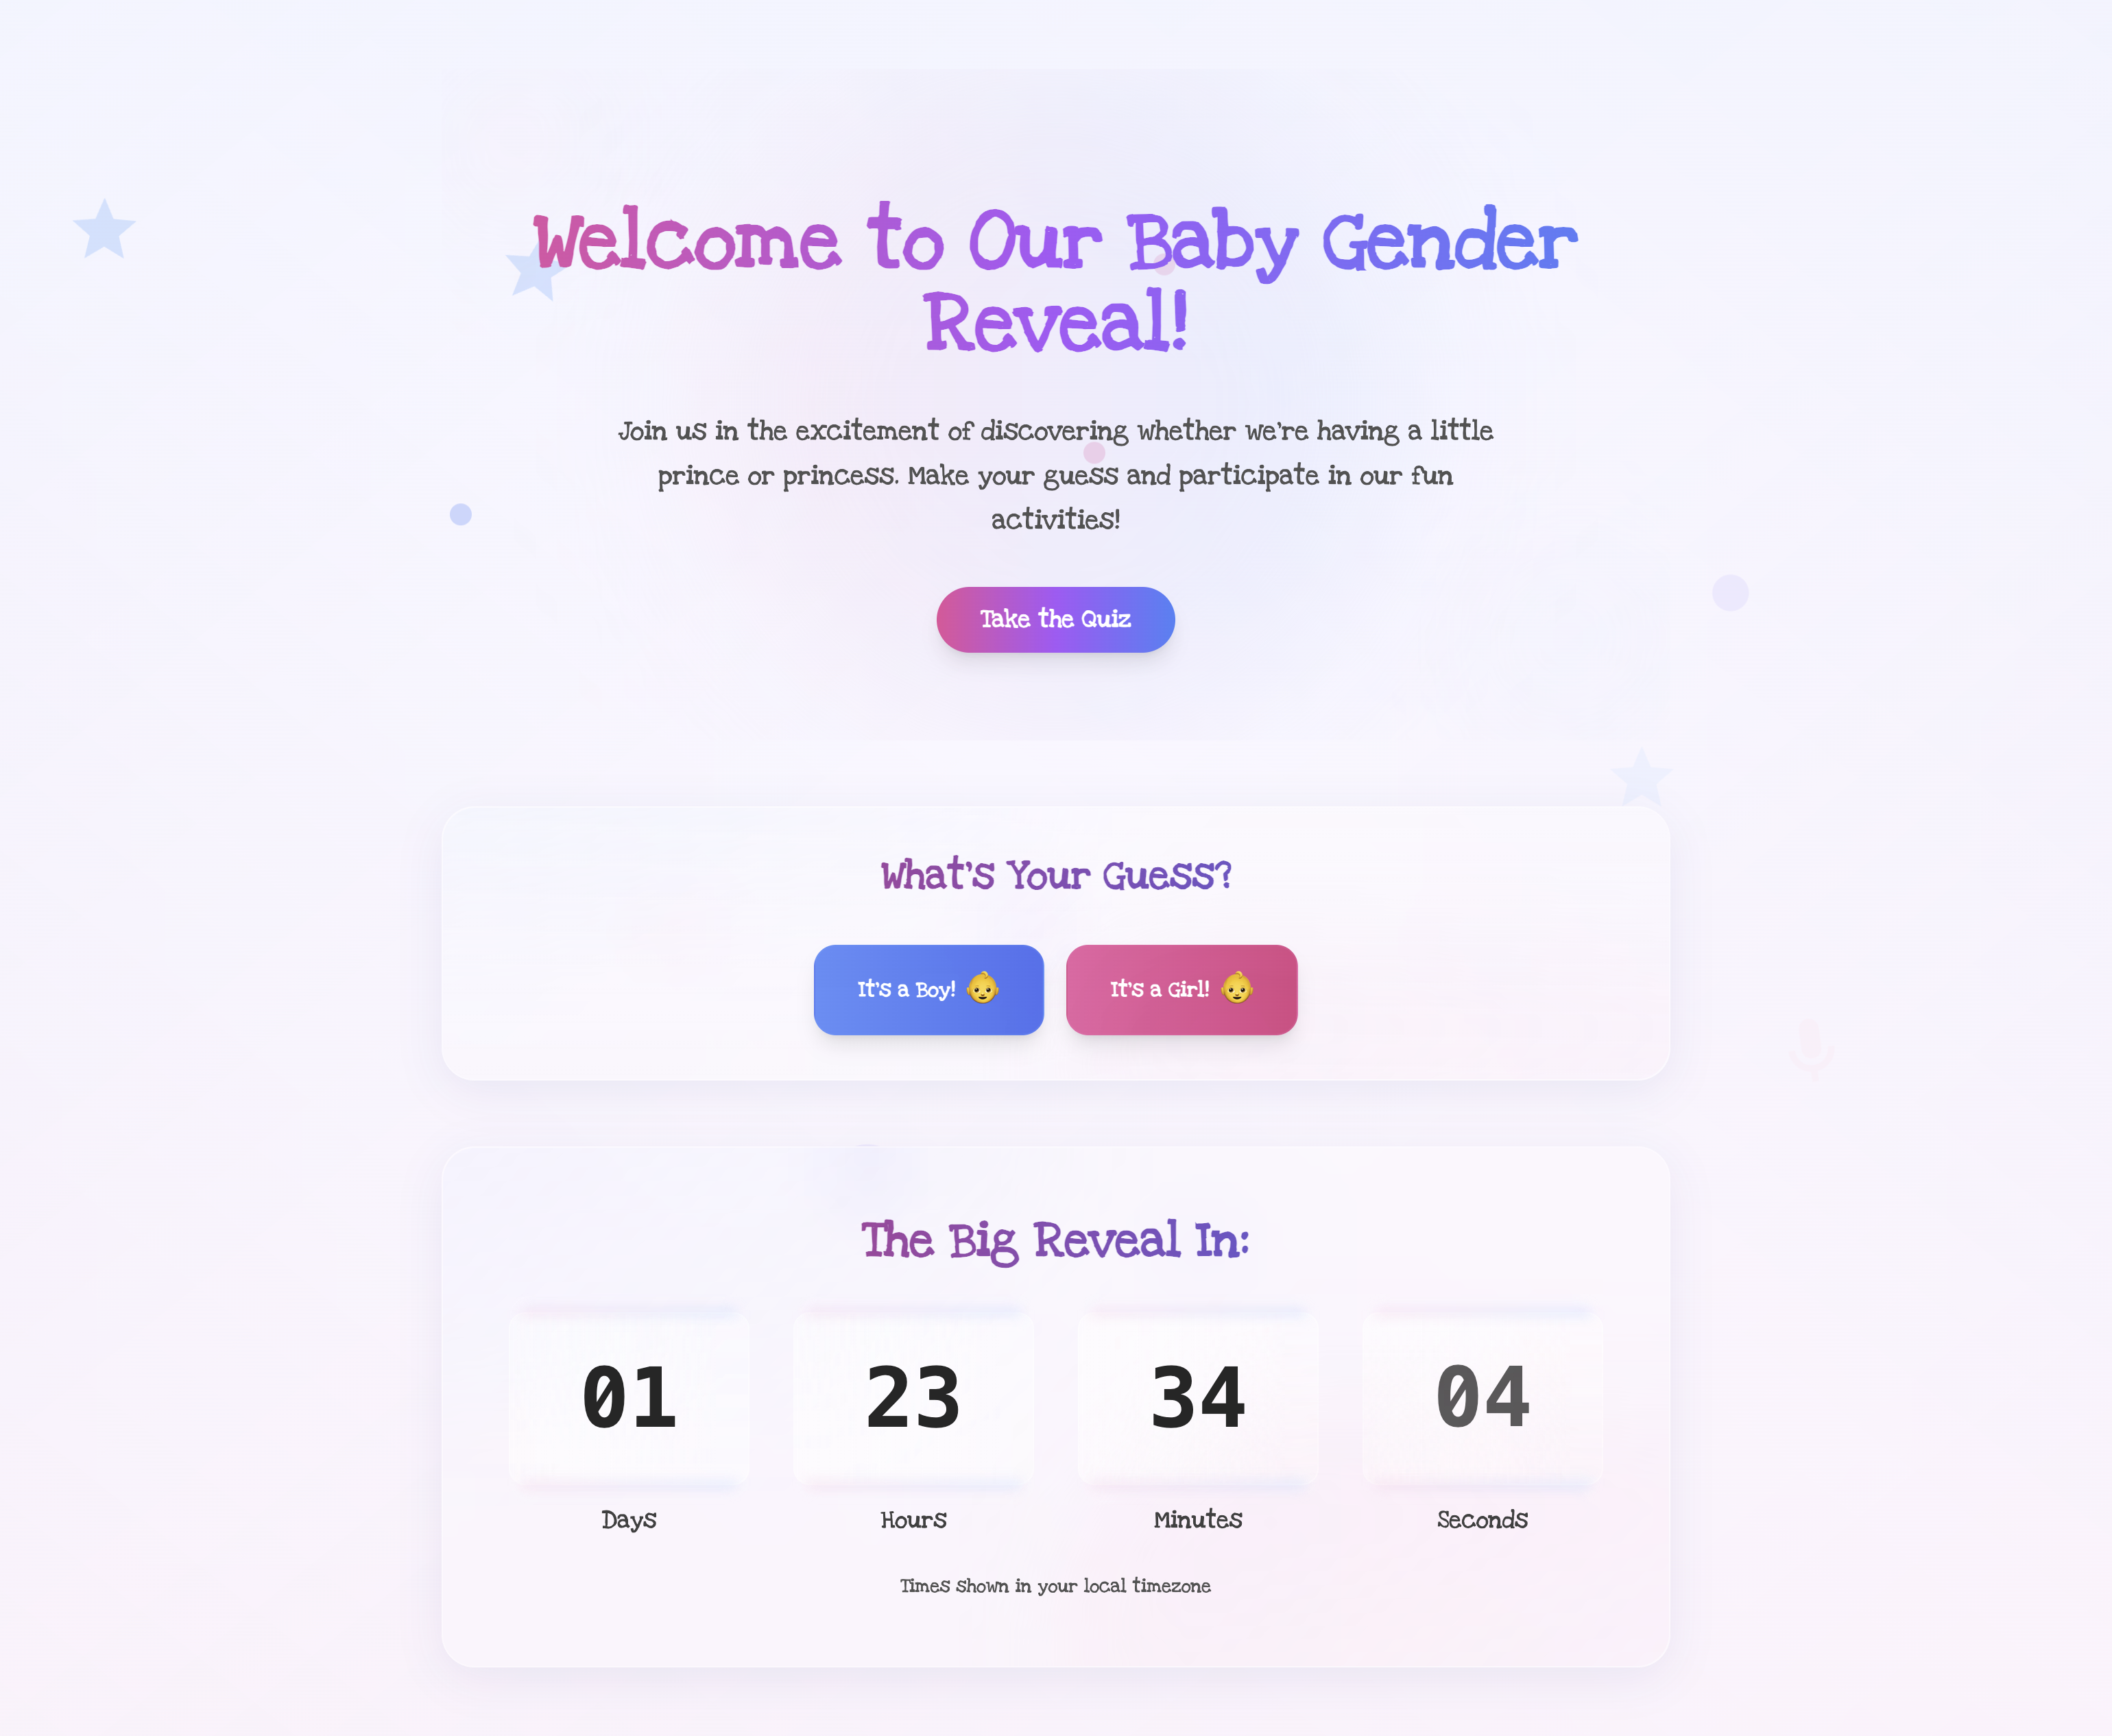 Welcome to Our Baby Gender
Reveal!
Join us in the excitement of discovering whether we're having a little
prince or princess. Make your guess and participate in our fun
activities!
Take the Quiz
What's Your Guess?
It's a Boy! 👶
It's a Girl! 👶
The Big Reveal In:
01 23 34 04
Days Hours Minutes Seconds
Times shown in your local timezone